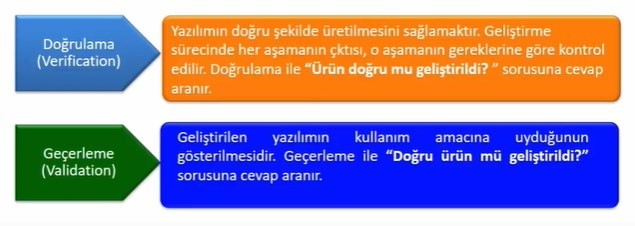 Doğrulama
(Verification)
Yazılımın doğru şekilde üretilmesini sağlamaktır. Geliştirme
sürecinde her aşamanın çktısı, o aşamanın gereklerine göre kontrol
edilir. Doğrulama ile “Ürün doğru mu geliştirildi? ” sorusuna cevap
aranır.
Geçerleme
(Validation)
Geliştirilen yazılımın kullanım amacına uyduğunun
gösterilmesidir. Geçerleme ile “Doğru ürün mü geliştirildi?”
sorusuna cevap aranır.